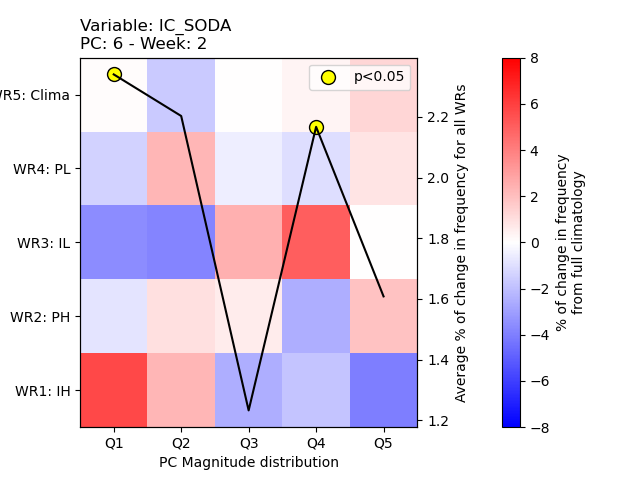 Variable: IC_SODA
PC: 6 - Week: 2
p<0.05
WR5: Clima
WR4: PL
WR3: IL
WR2: PH
WR1: IH
Q1 Q2 Q3 Q4 Q5
PC Magnitude distribution
2.2
2.0
1.8
1.6
1.4
1.2
Average % of change in frequency for all WRs
8
6
4
2
0
−2
−4
−6
−8
% of change in frequency
from full climatology